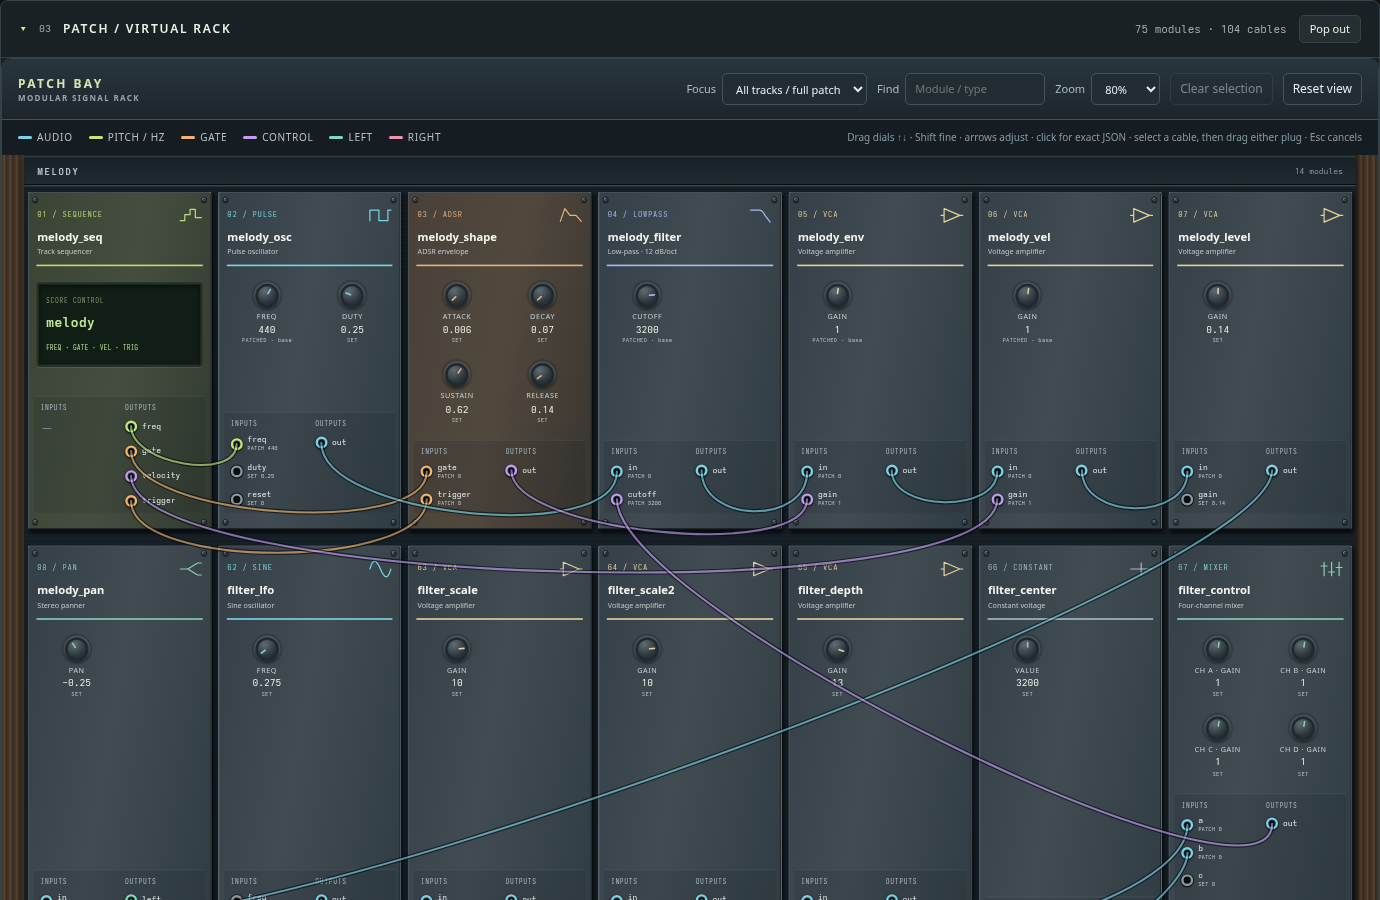 03 PATCH / VIRTUAL RACK 75 modules · 104 cables Pop out
PATCH BAY
MODULAR SIGNAL RACK
Focus All tracks / full patch Find Module / type Zoom 80% Clear selection Reset view
AUDIO PITCH / HZ GATE CONTROL LEFT RIGHT
Drag dials ↑↓ · Shift fine · arrows adjust · click for exact JSON · select a cable, then drag either plug · Esc cancels
MELODY 14 modules
01 / SEQUENCE
melody_seq
Track sequencer
SCORE CONTROL
melody
FREQ · GATE · VEL · TRIG
INPUTS OUTPUTS
— freq
gate
velocity
trigger
02 / PULSE
melody_osc
Pulse oscillator
FREQ DUTY
440 0.25
PATCHED · base SET
INPUTS OUTPUTS
freq out
PATCH 440
duty
SET 0.25
reset
SET 0
03 / ADSR
melody_shape
ADSR envelope
ATTACK DECAY
0.006 0.07
SET SET
SUSTAIN RELEASE
0.62 0.14
SET SET
INPUTS OUTPUTS
gate out
PATCH 0
trigger
PATCH 0
04 / LOWPASS
melody_filter
Low-pass · 12 dB/oct
CUTOFF
3200
PATCHED · base
INPUTS OUTPUTS
in out
PATCH 0
cutoff
PATCH 3200
05 / VCA
melody_env
Voltage amplifier
GAIN
1
PATCHED · base
INPUTS OUTPUTS
in out
PATCH 0
gain
PATCH 1
06 / VCA
melody_vel
Voltage amplifier
GAIN
1
PATCHED · base
INPUTS OUTPUTS
in out
PATCH 0
gain
PATCH 1
07 / VCA
melody_level
Voltage amplifier
GAIN
0.14
SET
INPUTS OUTPUTS
in out
PATCH 0
gain
SET 0.14
08 / PAN
melody_pan
Stereo panner
PAN
−0.25
SET
INPUTS OUTPUTS
in left
62 / SINE
filter_lfo
Sine oscillator
FREQ
0.275
SET
INPUTS OUTPUTS
freq out
63 / VCA
filter_scale
Voltage amplifier
GAIN
10
SET
INPUTS OUTPUTS
in out
64 / VCA
filter_scale2
Voltage amplifier
GAIN
10
SET
INPUTS OUTPUTS
in out
65 / VCA
filter_depth
Voltage amplifier
GAIN
13
SET
INPUTS OUTPUTS
in out
66 / CONSTANT
filter_center
Constant voltage
VALUE
3200
SET
INPUTS OUTPUTS
67 / MIXER
filter_control
Four-channel mixer
CH A · GAIN CH B · GAIN
1 1
SET SET
CH C · GAIN CH D · GAIN
1 1
SET SET
INPUTS OUTPUTS
a out
PATCH 0
b
PATCH 0
c
SET 0